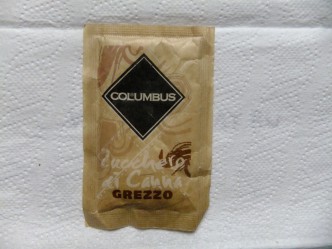 COLUMBUS
Zucchero
di Canna
GREZZO